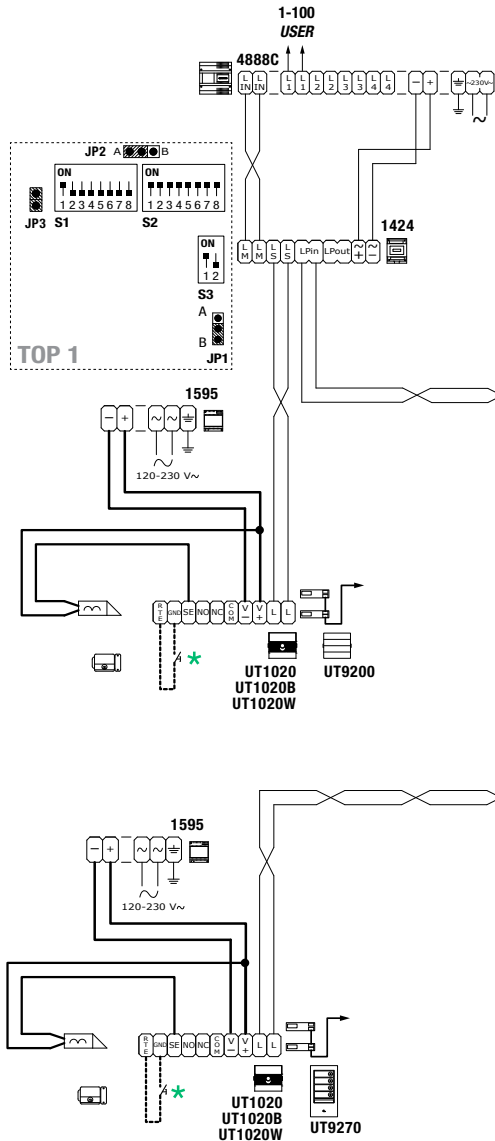 1-100
USER
4888C
L IN L IN L 1 L 1 L 2 L 2 L 3 L 3 L 4 L 4 − + ~230V~
~
JP2 A B
ON
1 2 3 4 5 6 7 8
S1
ON
1 2 3 4 5 6 7 8
S2
JP3
ON
1 2
S3
A
B
JP1
TOP 1
L M L M L S L S LPin LPout ~ + ~ −
1424
1595
− + ~ ~
~
120-230 V~
RTE GND SE NO NC COM V − V + L L
*
UT1020
UT1020B
UT1020W
UT9200
1595
− + ~ ~
~
120-230 V~
RTE GND SE NO NC COM V − V + L L
*
UT1020
UT1020B
UT1020W
UT9270